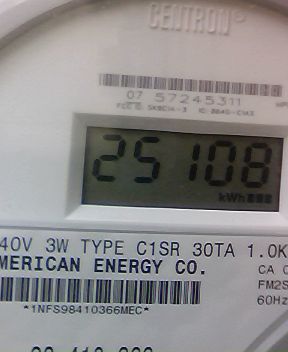 CENTRON®
07 57245311
25108
kWh
40V 3W TYPE C1SR 30TA 1.0K
MERICAN ENERGY CO.
CA
FM2S
60Hz
*1NFS98410366MEC*